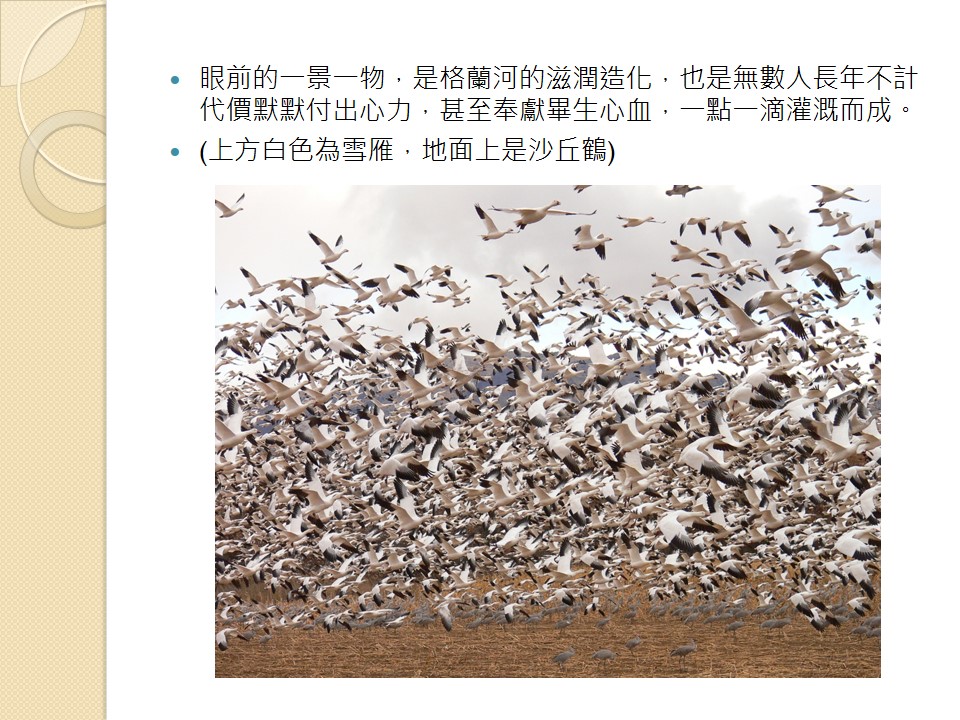 眼前的一景一物，是格蘭河的滋潤造化，也是無數人長年不計
代價默默付出心力，甚至奉獻畢生心血，一點一滴灌溉而成。
(上方白色為雪雁，地面上是沙丘鶴)